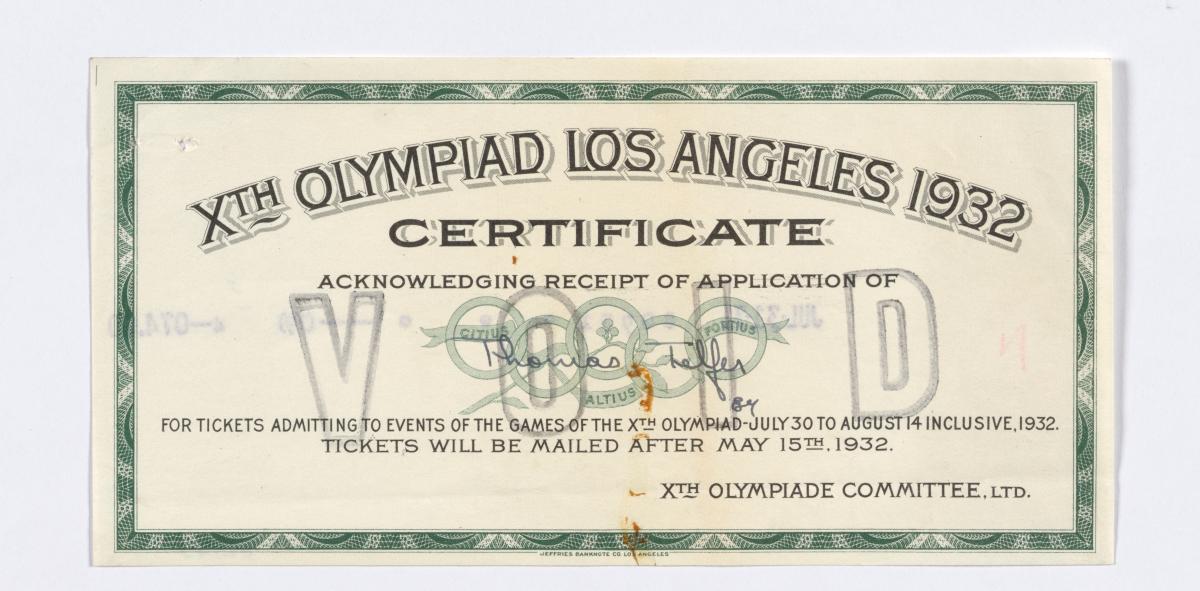 XTH OLYMPIAD LOS ANGELES 1932
CERTIFICATE
ACKNOWLEDGING RECEIPT OF APPLICATION OF
VOID
CITIUS
FORTIUS
Thomas Telfer
ALTIUS
84
FOR TICKETS ADMITTING TO EVENTS OF THE GAMES OF THE XTH OLYMPIAD-JULY 30 TO AUGUST 14 INCLUSIVE, 1932.
TICKETS WILL BE MAILED AFTER MAY 15TH, 1932.
XTH OLYMPIADE COMMITTEE, LTD.
JEFFRIES BANKNOTE CO. LOS ANGELES